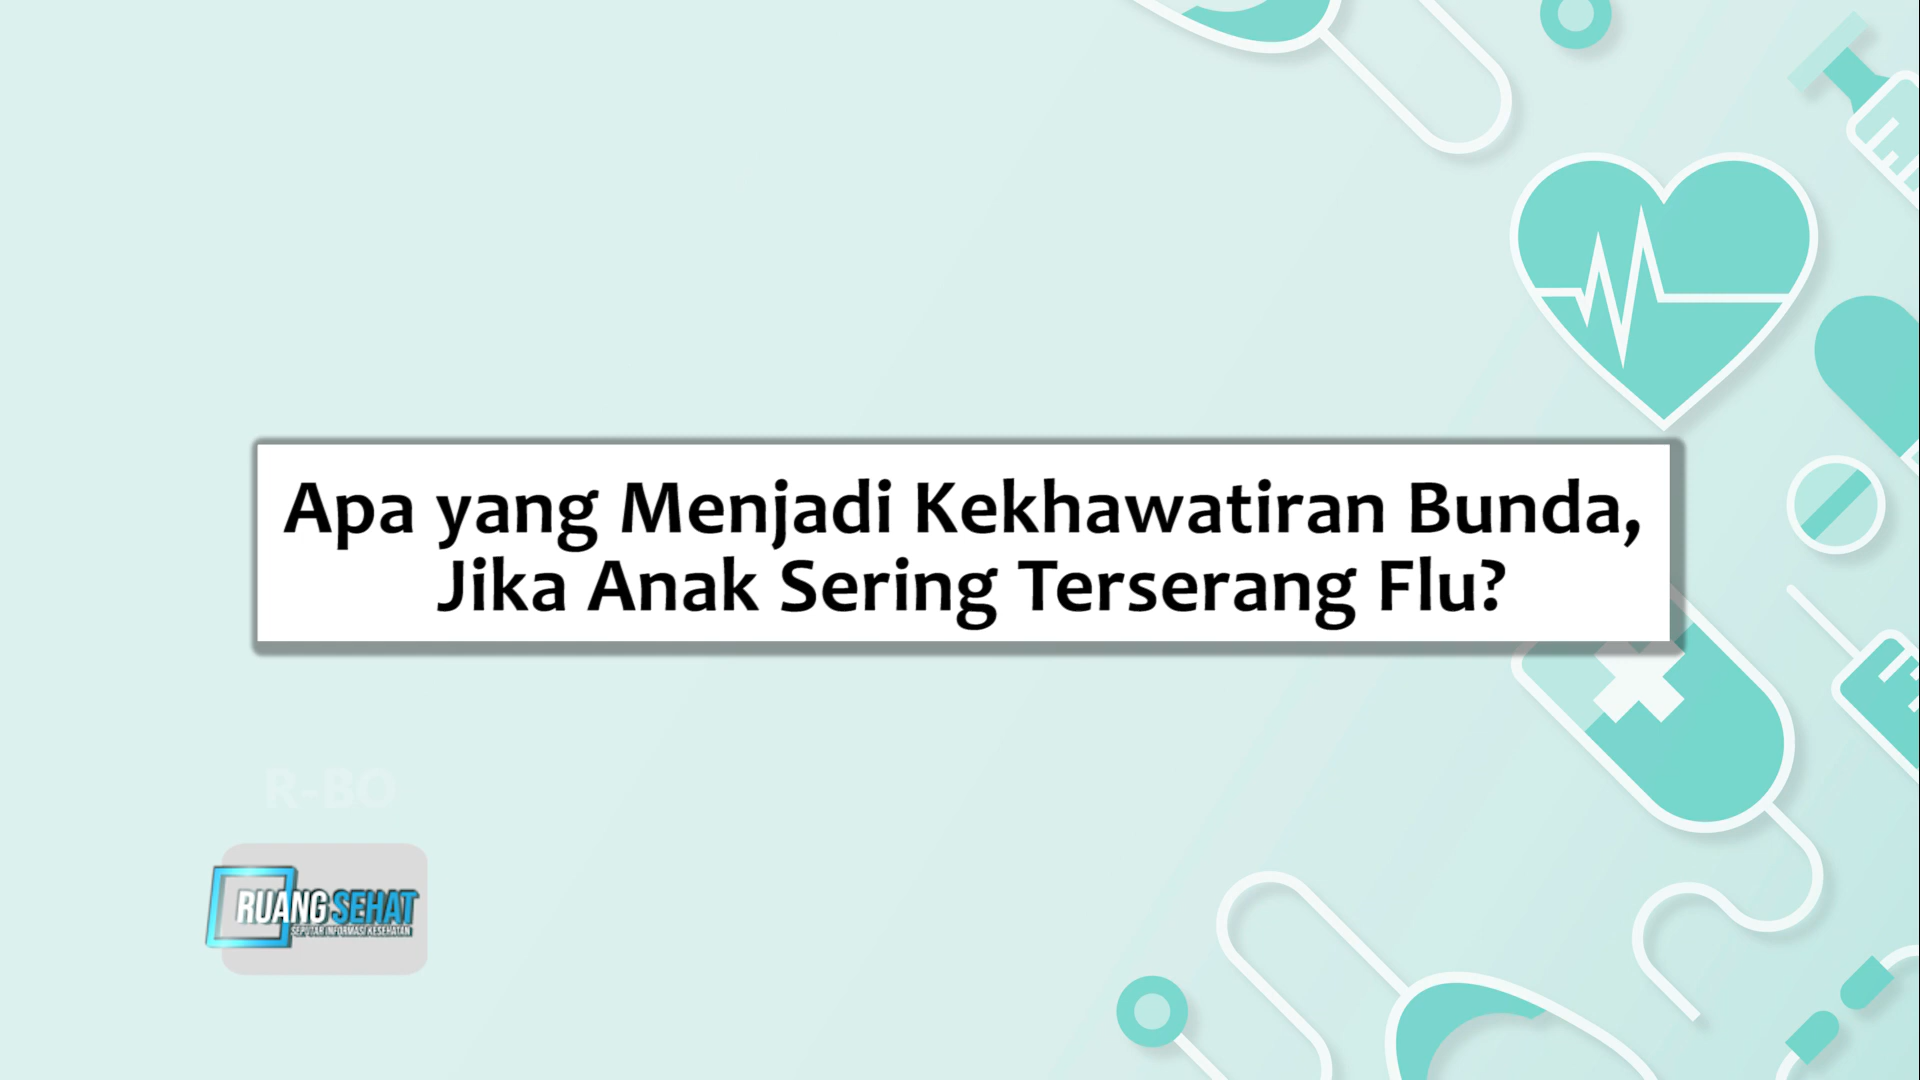 Apa yang Menjadi Kekhawatiran Bunda,
Jika Anak Sering Terserang Flu?
R-BO
RUANG SEHAT
SEPUTAR INFORMASI KESEHATAN